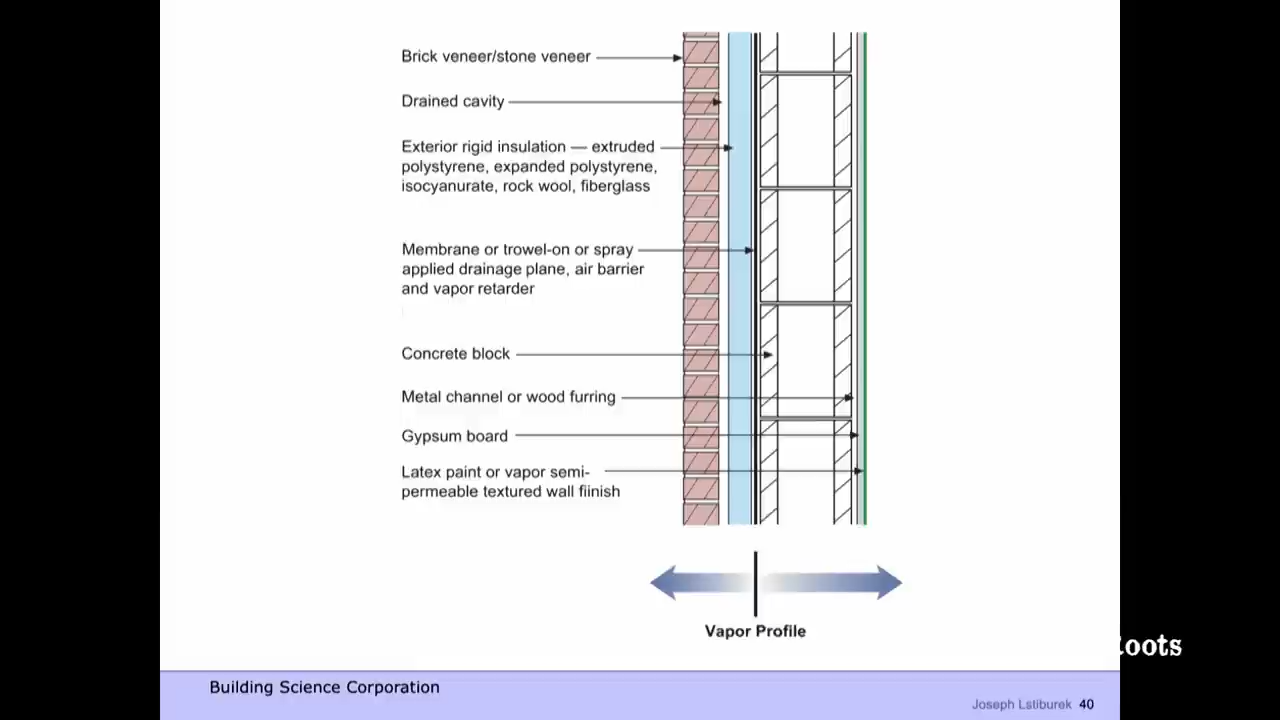 Brick veneer/stone veneer
Drained cavity
Exterior rigid insulation — extruded
polystyrene, expanded polystyrene,
isocyanurate, rock wool, fiberglass
Membrane or trowel-on or spray
applied drainage plane, air barrier
and vapor retarder
Concrete block
Metal channel or wood furring
Gypsum board
Latex paint or vapor semi-
permeable textured wall fiinish
Vapor Profile
Building Science Corporation
Joseph Lstiburek 40